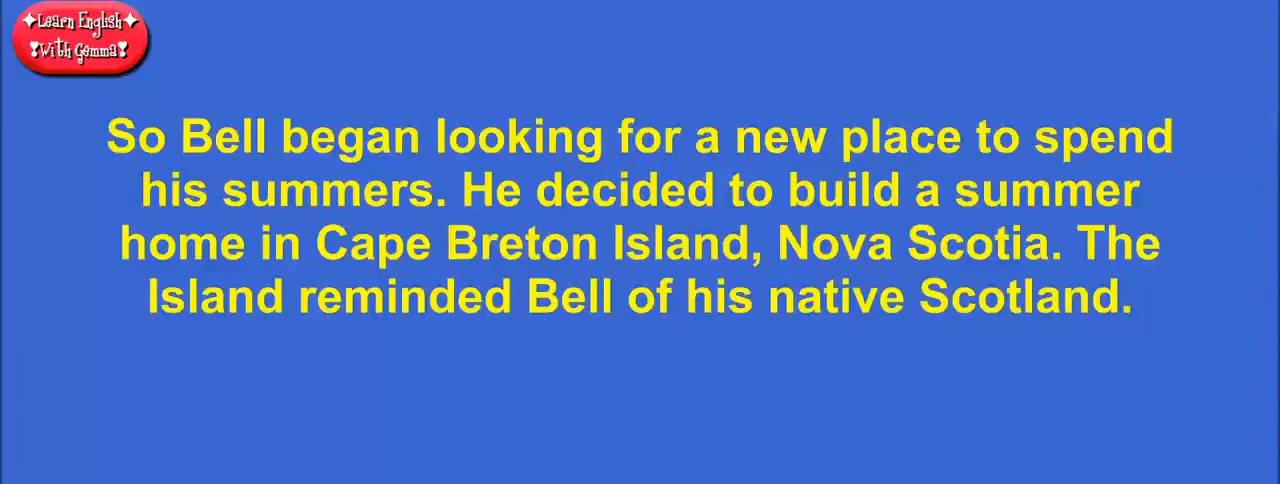 ✦Learn English✦
❣With Gemma❣
So Bell began looking for a new place to spend
his summers. He decided to build a summer
home in Cape Breton Island, Nova Scotia. The
Island reminded Bell of his native Scotland.